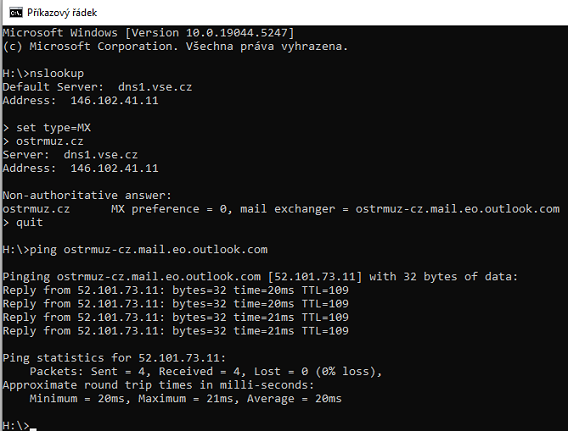 Příkazový řádek
Microsoft Windows [Version 10.0.19044.5247]
(c) Microsoft Corporation. Všechna práva vyhrazena.
H:\>nslookup
Default Server:  dns1.vse.cz
Address:  146.102.41.11
> set type=MX
> ostrmuz.cz
Server:  dns1.vse.cz
Address:  146.102.41.11
Non-authoritative answer:
ostrmuz.cz      MX preference = 0, mail exchanger = ostrmuz-cz.mail.eo.outlook.com
> quit
H:\>ping ostrmuz-cz.mail.eo.outlook.com
Pinging ostrmuz-cz.mail.eo.outlook.com [52.101.73.11] with 32 bytes of data:
Reply from 52.101.73.11: bytes=32 time=20ms TTL=109
Reply from 52.101.73.11: bytes=32 time=20ms TTL=109
Reply from 52.101.73.11: bytes=32 time=21ms TTL=109
Reply from 52.101.73.11: bytes=32 time=21ms TTL=109
Ping statistics for 52.101.73.11:
    Packets: Sent = 4, Received = 4, Lost = 0 (0% loss),
Approximate round trip times in milli-seconds:
    Minimum = 20ms, Maximum = 21ms, Average = 20ms
H:\>